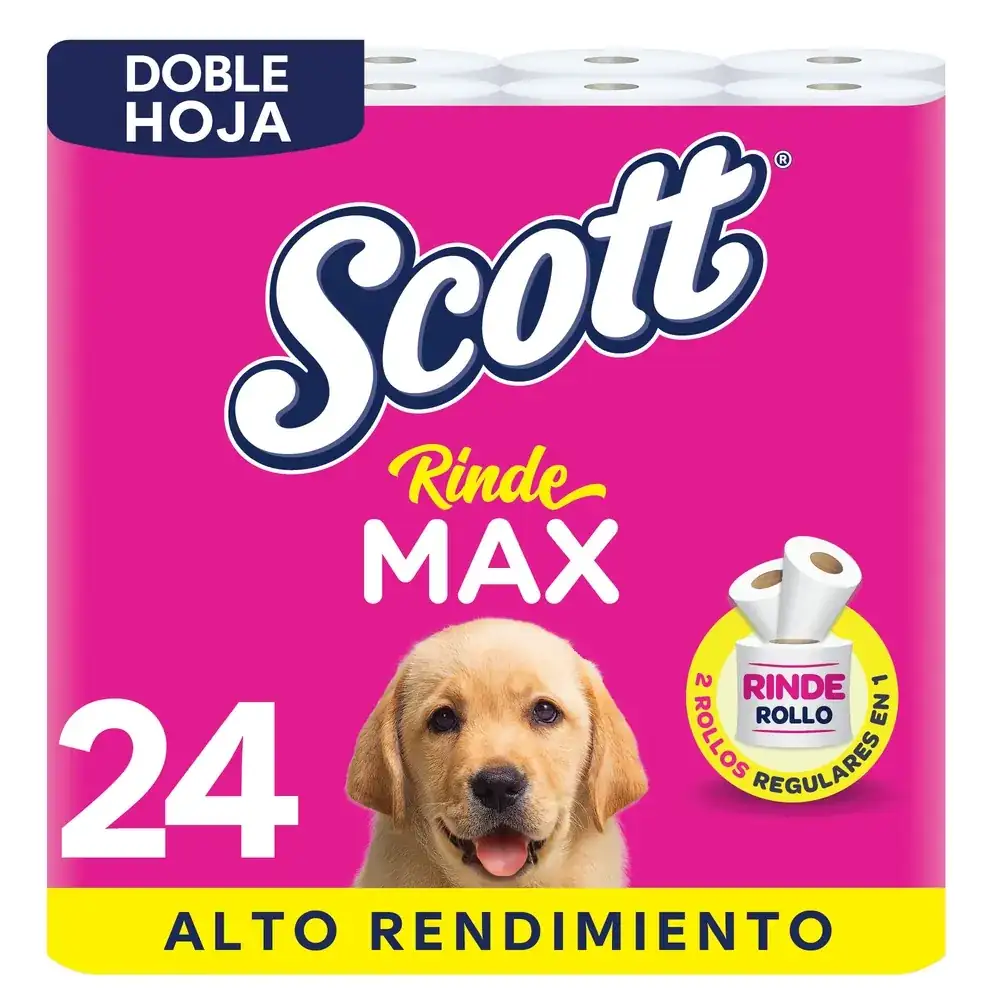 DOBLE
HOJA
Scott®
Rinde
MAX
24
RINDE
ROLLO
2 ROLLOS REGULARES EN 1
ALTO RENDIMIENTO